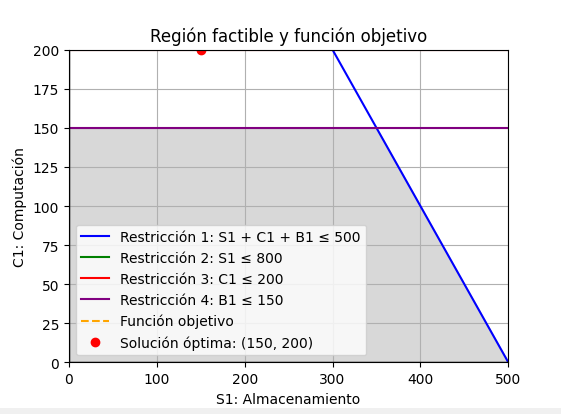 Región factible y función objetivo
200
175
150
125
100
75
50
25
0
C1: Computación
Restricción 1: S1 + C1 + B1 ≤ 500
Restricción 2: S1 ≤ 800
Restricción 3: C1 ≤ 200
Restricción 4: B1 ≤ 150
Función objetivo
Solución óptima: (150, 200)
0 100 200 300 400 500
S1: Almacenamiento